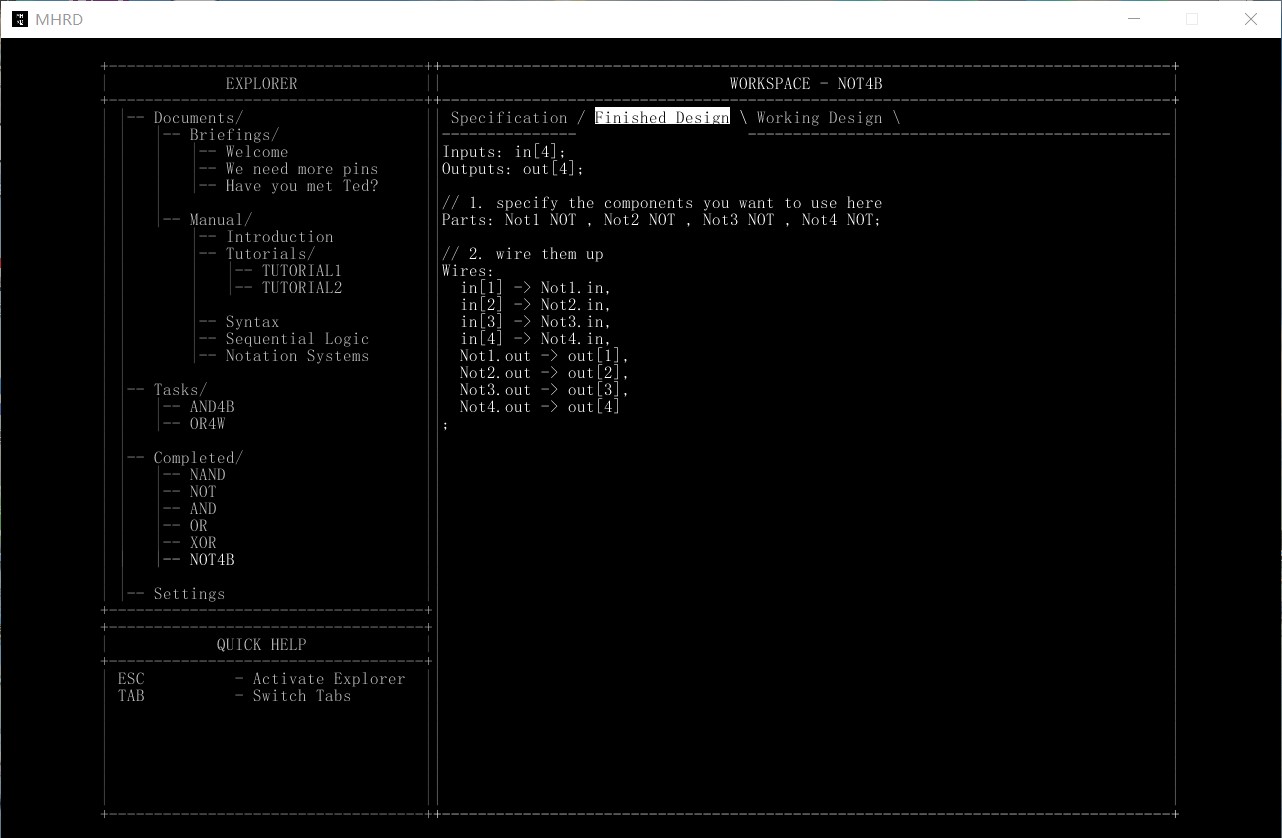 MHRD
EXPLORER
-- Documents/
-- Briefings/
-- Welcome
-- We need more pins
-- Have you met Ted?
-- Manual/
-- Introduction
-- Tutorials/
-- TUTORIAL1
-- TUTORIAL2
-- Syntax
-- Sequential Logic
-- Notation Systems
-- Tasks/
-- AND4B
-- OR4W
-- Completed/
-- NAND
-- NOT
-- AND
-- OR
-- XOR
-- NOT4B
-- Settings
QUICK HELP
ESC - Activate Explorer
TAB - Switch Tabs
WORKSPACE - NOT4B
Specification / Finished Design \ Working Design \
Inputs: in[4];
Outputs: out[4];
// 1. specify the components you want to use here
Parts: Not1 NOT , Not2 NOT , Not3 NOT , Not4 NOT;
// 2. wire them up
Wires:
in[1] -> Not1.in,
in[2] -> Not2.in,
in[3] -> Not3.in,
in[4] -> Not4.in,
Not1.out -> out[1],
Not2.out -> out[2],
Not3.out -> out[3],
Not4.out -> out[4]
;